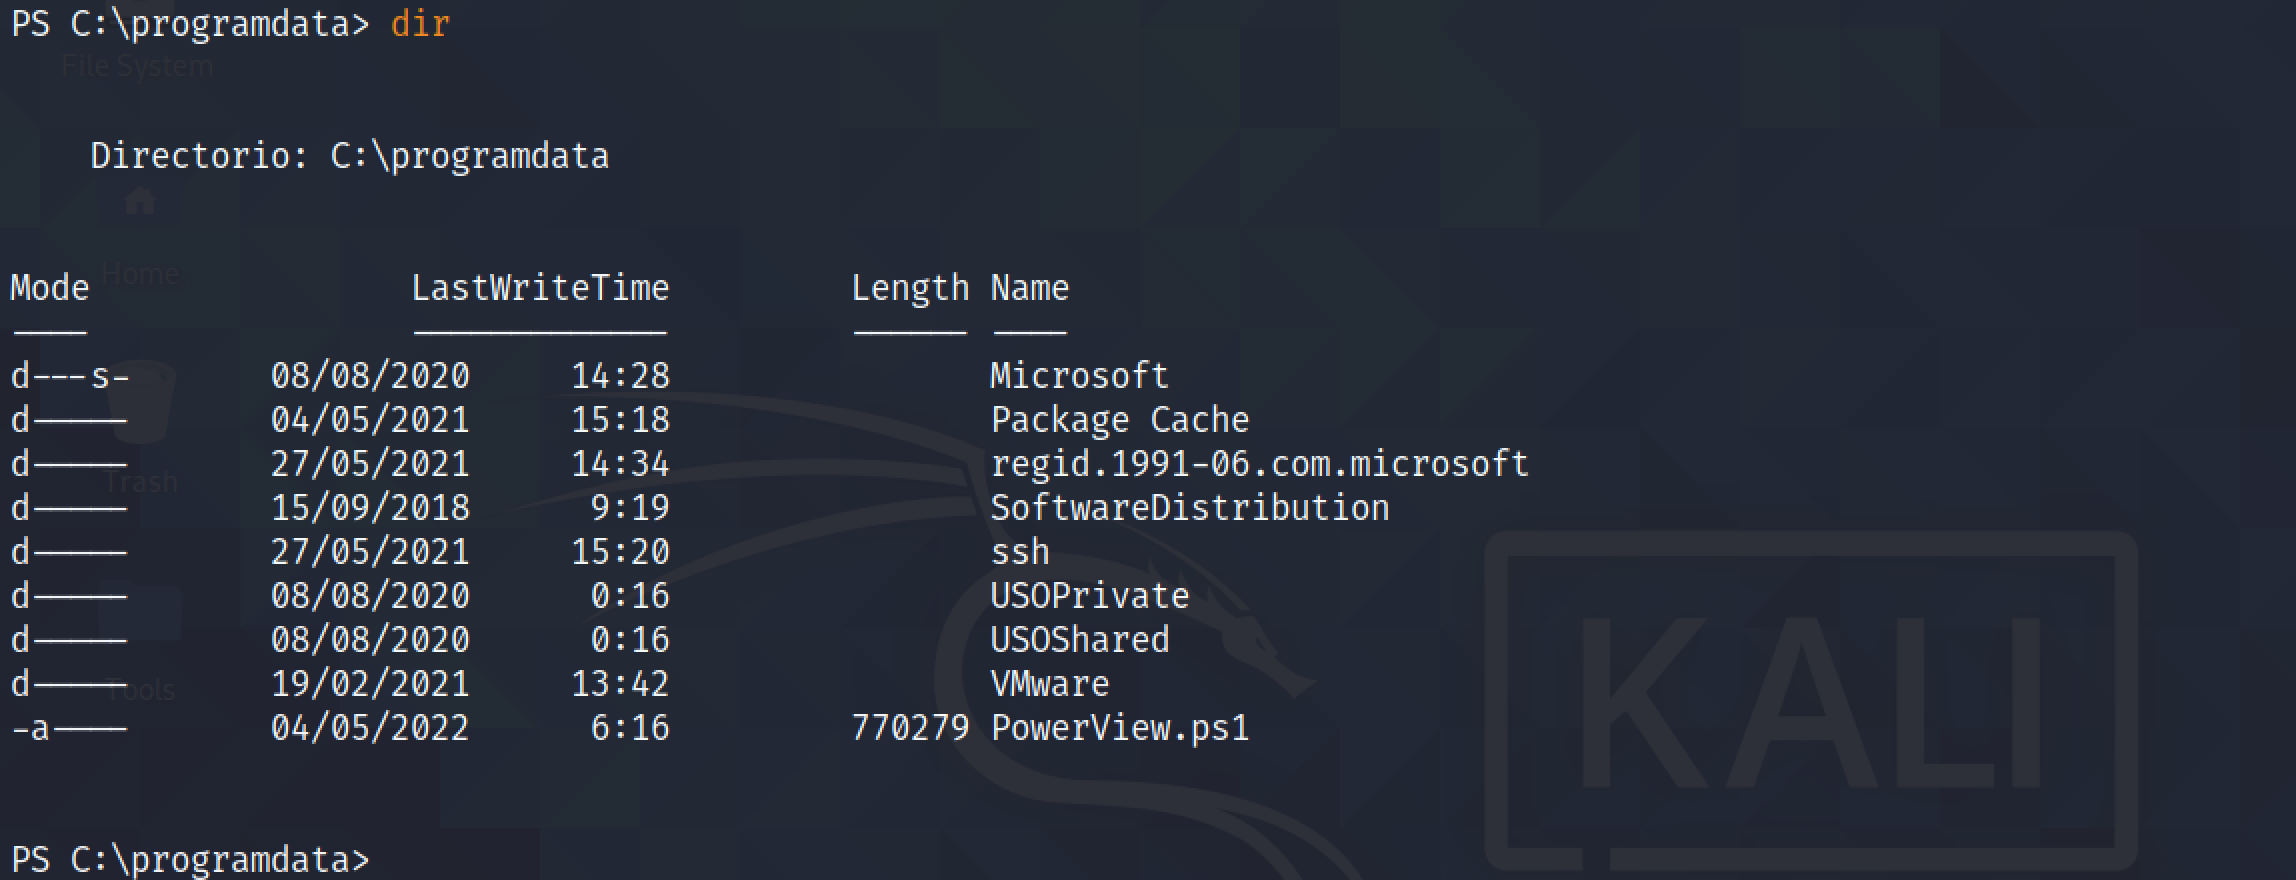 PS C:\programdata> dir
File System
Directorio: C:\programdata
Home
Mode LastWriteTime Length Name
---- ------------- ------ ----
d---s- 08/08/2020 14:28 Microsoft
d----- 04/05/2021 15:18 Package Cache
d----- 27/05/2021 14:34 regid.1991-06.com.microsoft
Trash
d----- 15/09/2018 9:19 SoftwareDistribution
d----- 27/05/2021 15:20 ssh
d----- 08/08/2020 0:16 USOPrivate
d----- 08/08/2020 0:16 USOShared
d----- 19/02/2021 13:42 VMware
Tools
-a---- 04/05/2022 6:16 770279 PowerView.ps1
KALI
PS C:\programdata>